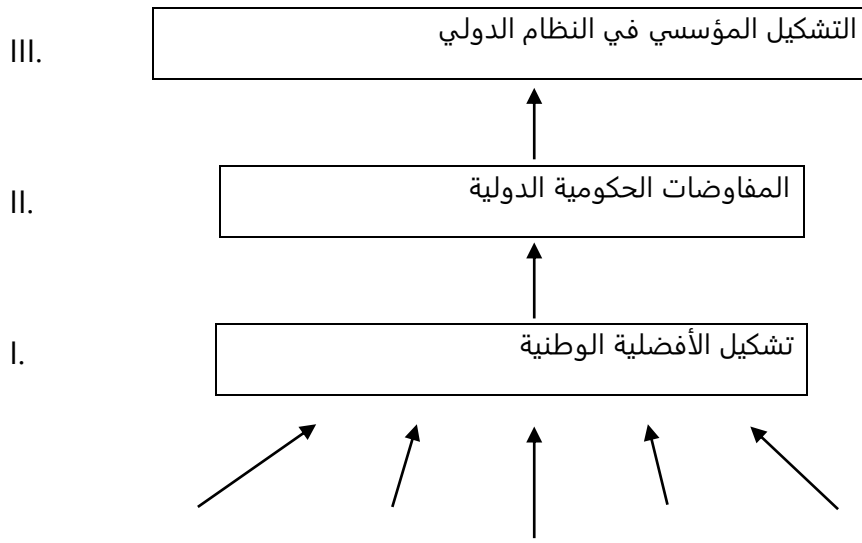 III.
التشكيل المؤسسي في النظام الدولي
II.
المفاوضات الحكومية الدولية
I.
تشكيل الأفضلية الوطنية